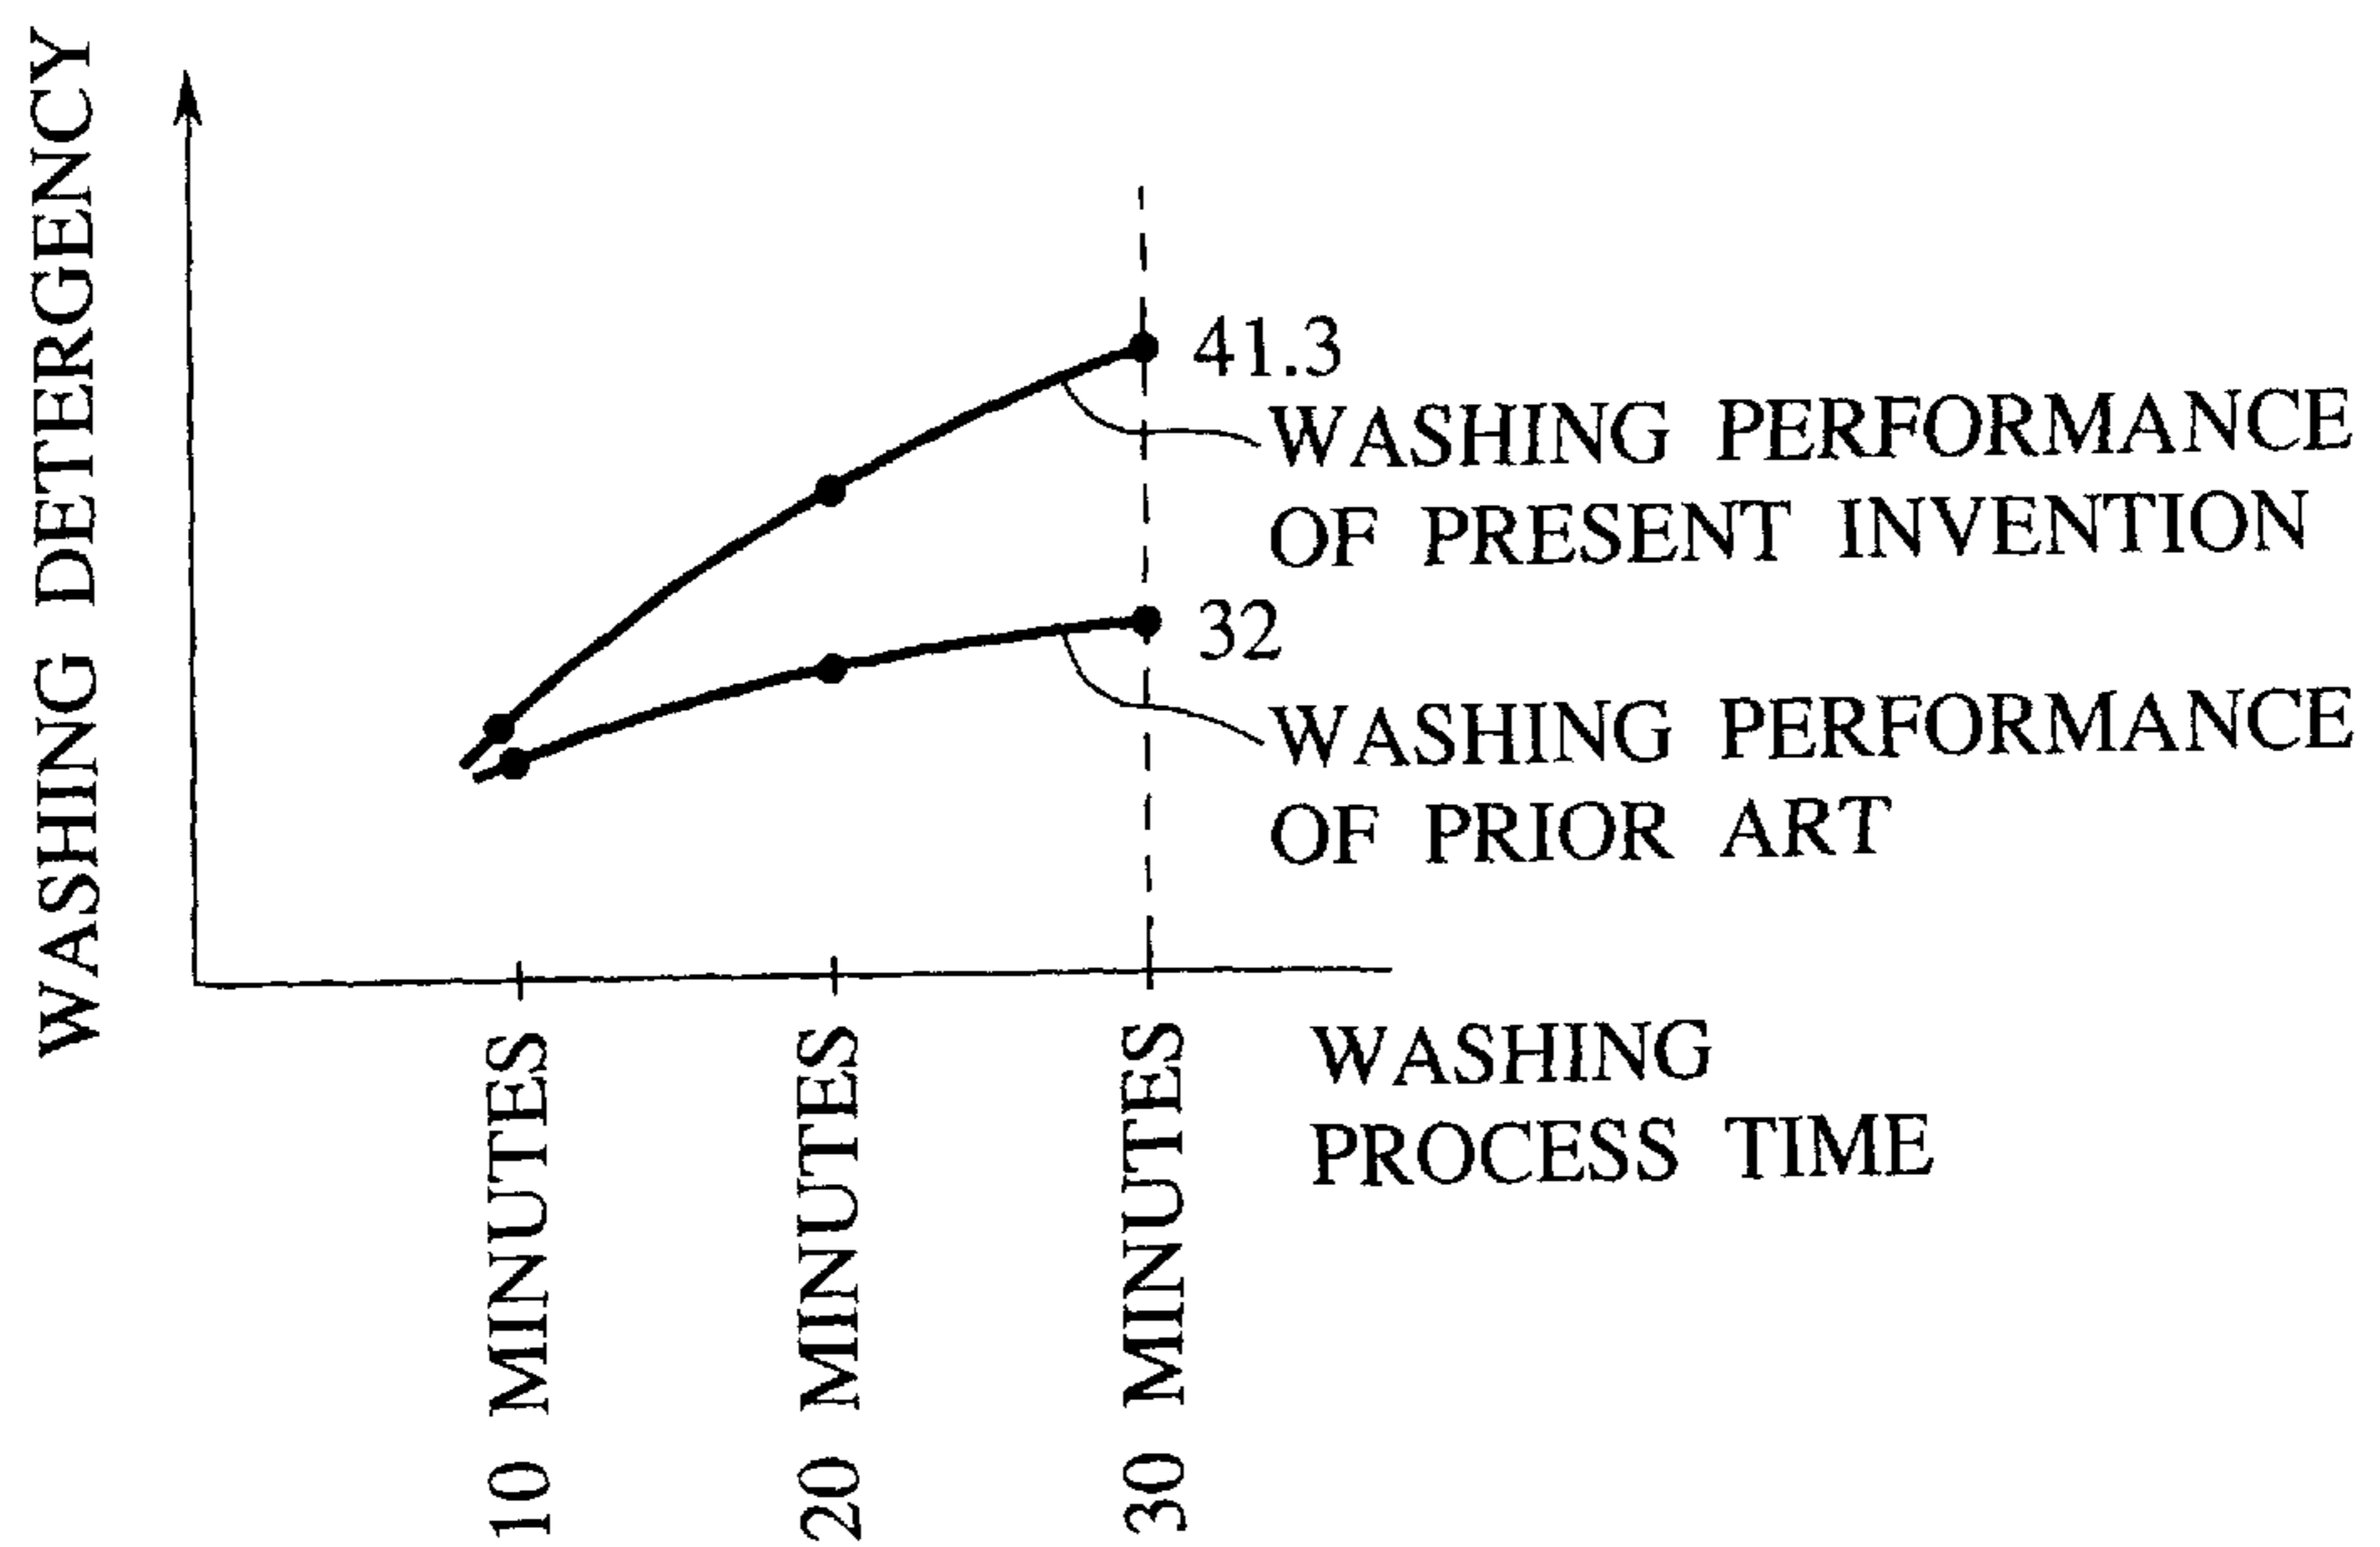 WASHING DETERGENCY
41.3
WASHING PERFORMANCE
OF PRESENT INVENTION
32
WASHING PERFORMANCE
OF PRIOR ART
10 MINUTES
20 MINUTES
30 MINUTES
WASHING
PROCESS TIME